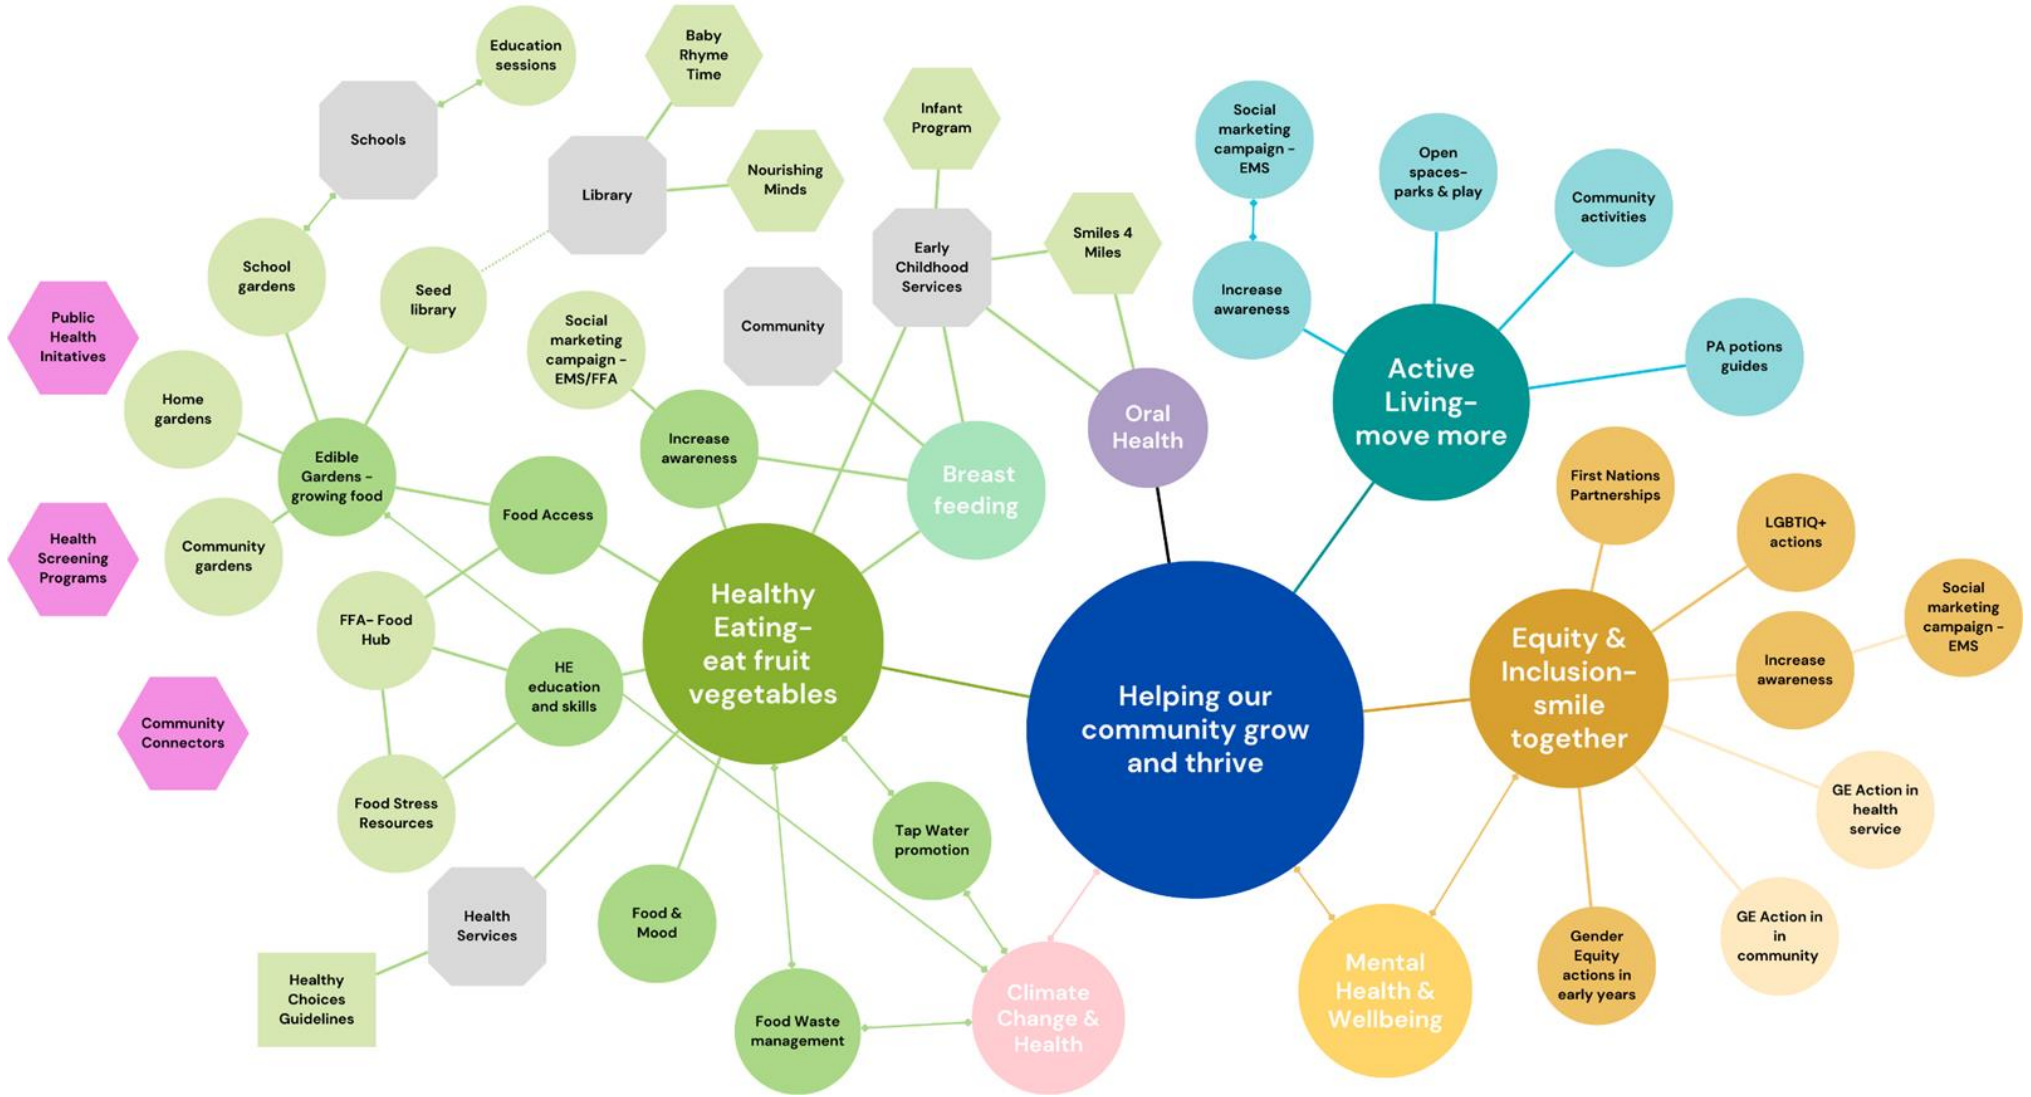 Education
sessions
Baby
Rhyme
Time
Schools
Library
Nourishing
Minds
Infant
Program
Social
marketing
campaign -
EMS
Open
spaces-
parks & play
Community
activities
School
gardens
Seed
library
Early
Childhood
Services
Smiles 4
Miles
Increase
awareness
Public
Health
Initatives
Social
marketing
campaign -
EMS/FFA
Community
PA potions
guides
Home
gardens
Increase
awareness
Oral
Health
Active
Living-
move more
Edible
Gardens -
growing food
Food Access
Breast
feeding
First Nations
Partnerships
LGBTIQ+
actions
Health
Screening
Programs
Community
gardens
FFA- Food
Hub
HE
education
and skills
Healthy
Eating-
eat fruit
vegetables
Helping our
community grow
and thrive
Equity &
Inclusion-
smile
together
Increase
awareness
Social
marketing
campaign -
EMS
Community
Connectors
Food Stress
Resources
Tap Water
promotion
GE Action in
health
service
Health
Services
Food &
Mood
Healthy
Choices
Guidelines
Food Waste
management
Climate
Change &
Health
Mental
Health &
Wellbeing
Gender
Equity
actions in
early years
GE Action in
in
community